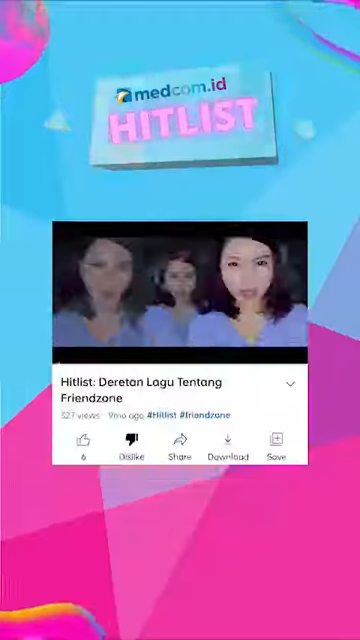 medcom.id
HITLIST
Hitlist: Deretan Lagu Tentang
Friendzone
327 views 9mo ago #Hitlist #friendzone
6 Dislike Share Download Save